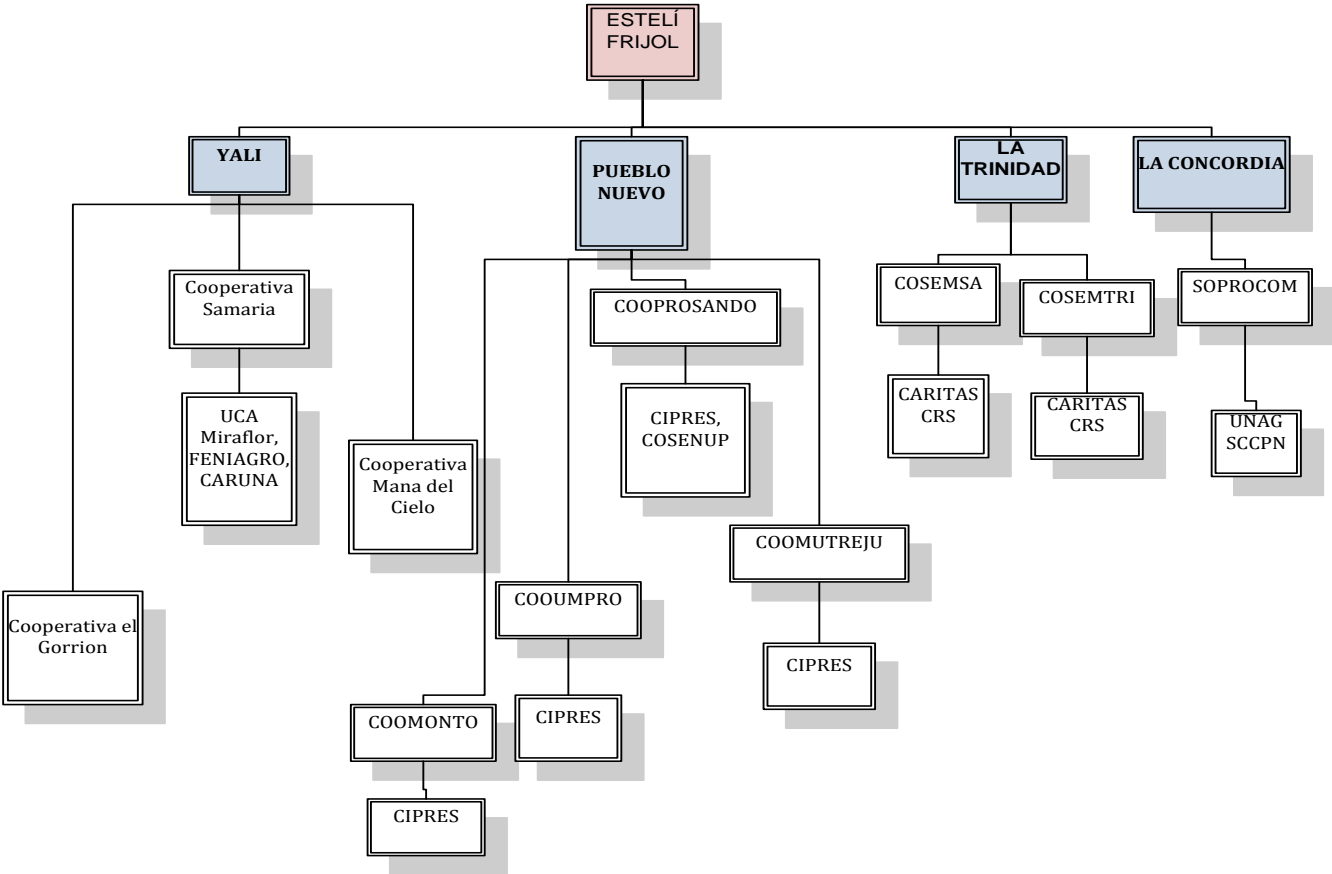 ESTELÍ
FRIJOL
YALI
PUEBLO
NUEVO
LA
TRINIDAD
LA CONCORDIA
Cooperativa
Samaria
COOPROSANDO
COSEMSA
COSEMTRI
SOPROCOM
UCA
Miraflor,
FENIAGRO,
CARUNA
Cooperativa
Mana del
Cielo
CIPRES,
COSENUP
CARITAS
CRS
CARITAS
CRS
UNAG
SCCPN
COOMUTREJU
Cooperativa el
Gorrion
COOUMPRO
CIPRES
COOMONTO
CIPRES
CIPRES